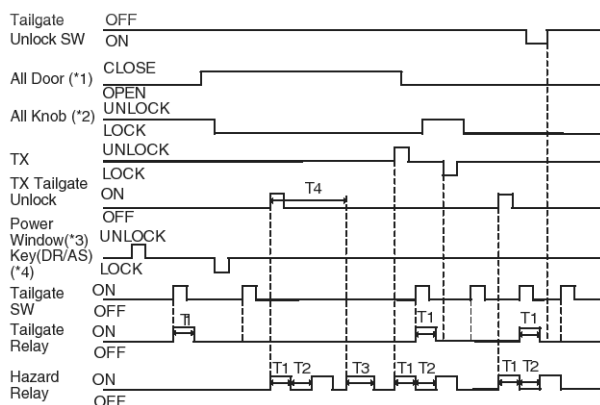 Tailgate
Unlock SW
OFF
ON
All Door (*1)
CLOSE
OPEN
All Knob (*2)
UNLOCK
LOCK
TX
UNLOCK
LOCK
TX Tailgate
Unlock
ON
OFF
T4
Power
Window(*3)
Key(DR/AS)
(*4)
UNLOCK
LOCK
Tailgate
SW
ON
OFF
Tailgate
Relay
ON
OFF
T1
T1
T1
Hazard
Relay
ON
OFF
T1 T2 T3 T1 T2 T1 T2